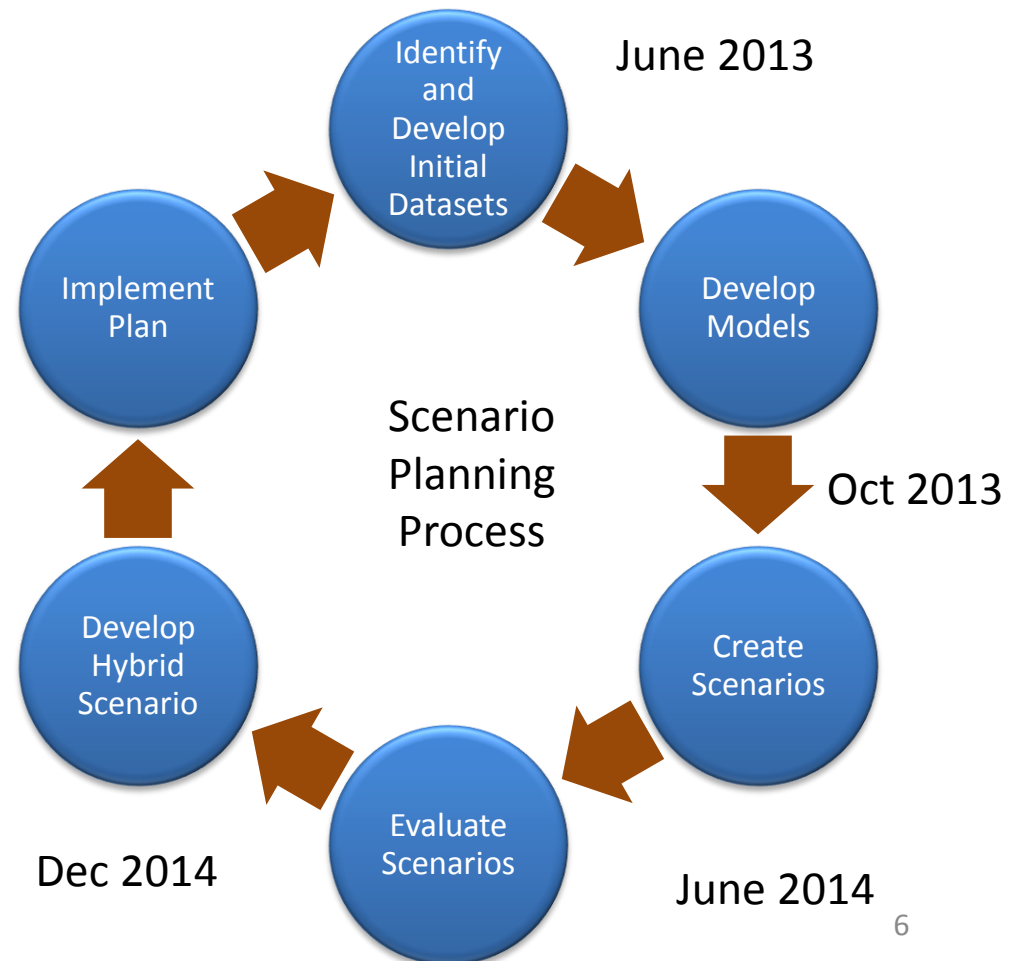 Identify
and
Develop
Initial
Datasets
June 2013
Develop
Models
Oct 2013
Create
Scenarios
June 2014
Evaluate
Scenarios
Dec 2014
Develop
Hybrid
Scenario
Implement
Plan
Scenario
Planning
Process
6